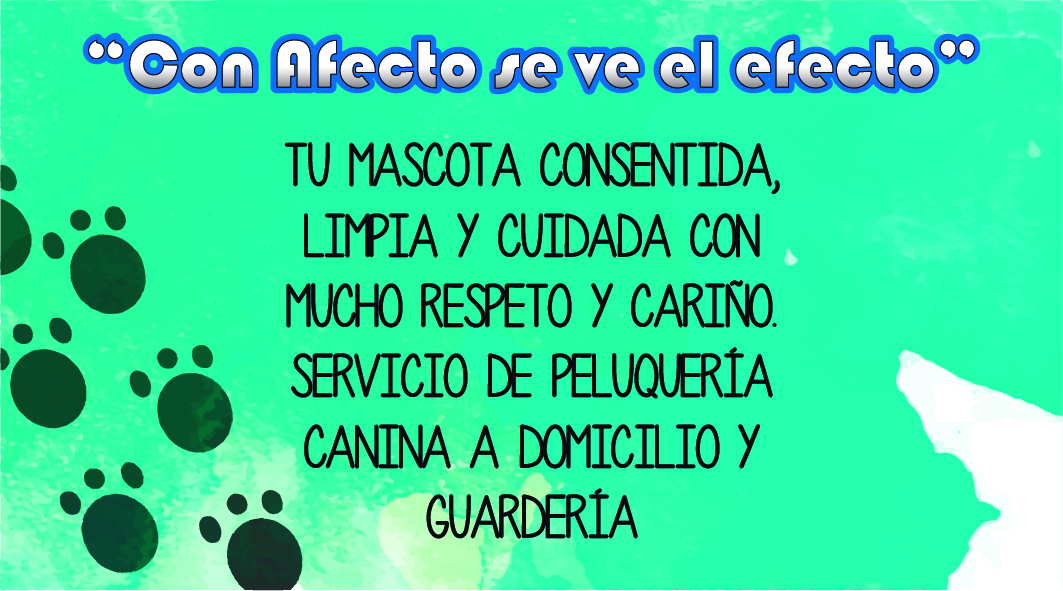 “Con Afecto se ve el efecto”
TU MASCOTA CONSENTIDA,
LIMPIA Y CUIDADA CON
MUCHO RESPETO Y CARIÑO.
SERVICIO DE PELUQUERÍA
CANINA A DOMICILIO Y
GUARDERÍA